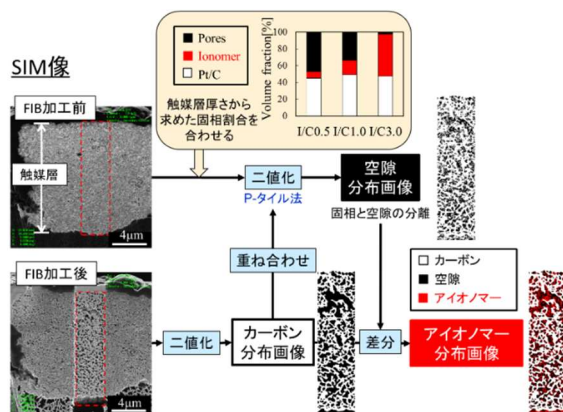 SIM像
FIB加工前
触媒層
4μm
Pores
Ionomer
Pt/C
触媒層厚さから
求めた固相割合を
合わせる
Volume fraction[%]
100
80
60
40
20
0
I/C0.5 I/C1.0 I/C3.0
二値化
P-タイル法
空隙
分布画像
固相と空隙の分離
重ね合わせ
カーボン
空隙
アイオノマー
FIB加工後
4μm
二値化
カーボン
分布画像
差分
アイオノマー
分布画像